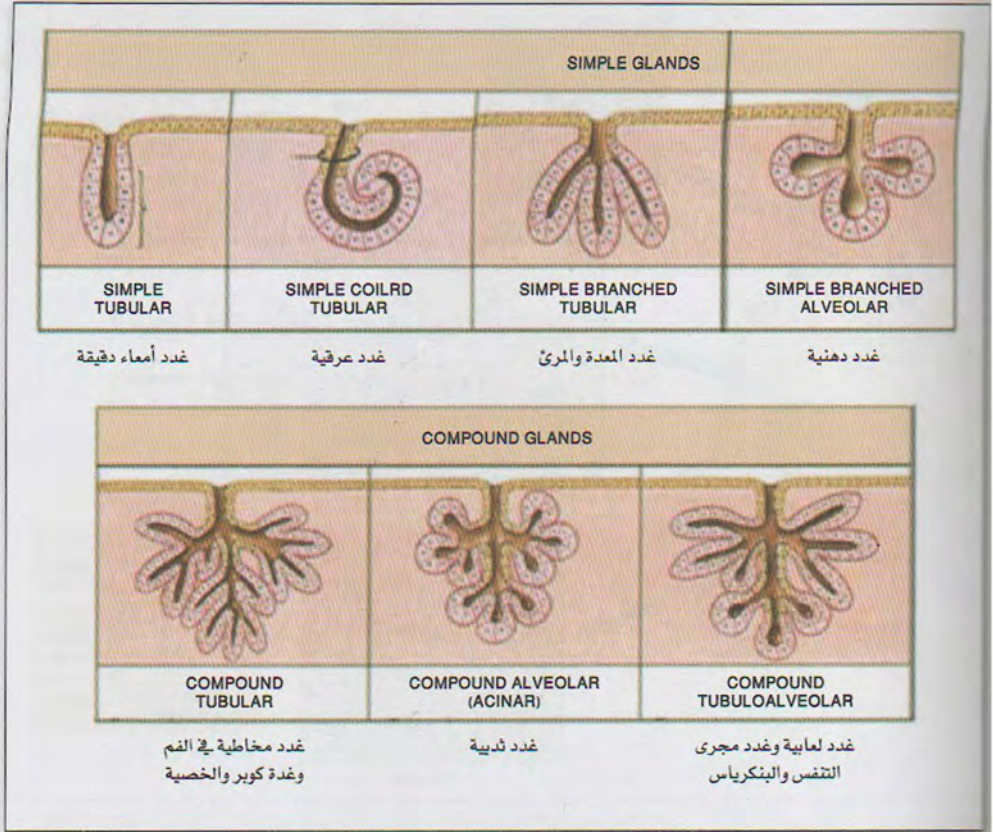 SIMPLE GLANDS
SIMPLE
TUBULAR
SIMPLE COILRD
TUBULAR
SIMPLE BRANCHED
TUBULAR
SIMPLE BRANCHED
ALVEOLAR
غدد أمعاء دقيقة
غدد عرقية
غدد المعدة والمرئ
غدد دهنية
COMPOUND GLANDS
COMPOUND
TUBULAR
COMPOUND ALVEOLAR
(ACINAR)
COMPOUND
TUBULOALVEOLAR
غدد مخاطية في الفم
وغدة كوبر والخصية
غدد ثديية
غدد لعابية وغدد مجرى
التنفس والبنكرياس